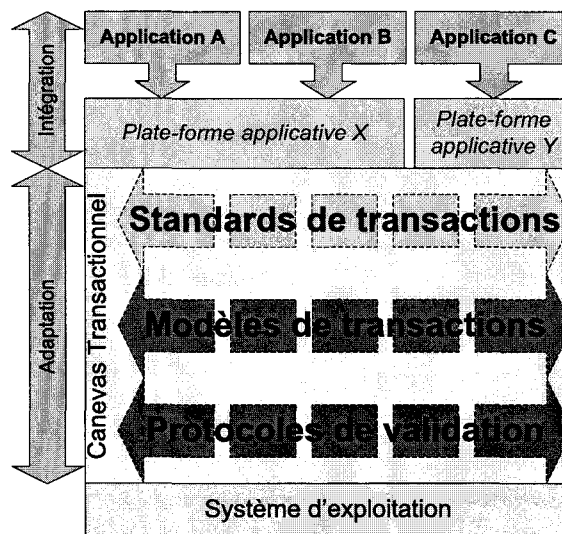 Application A
Application B
Application C
Intégration
Plate-forme applicative X
Plate-forme
applicative Y
Adaptation
Canevas Transactionnel
Standards de transactions
Modèles de transactions
Protocoles de validation
Système d'exploitation